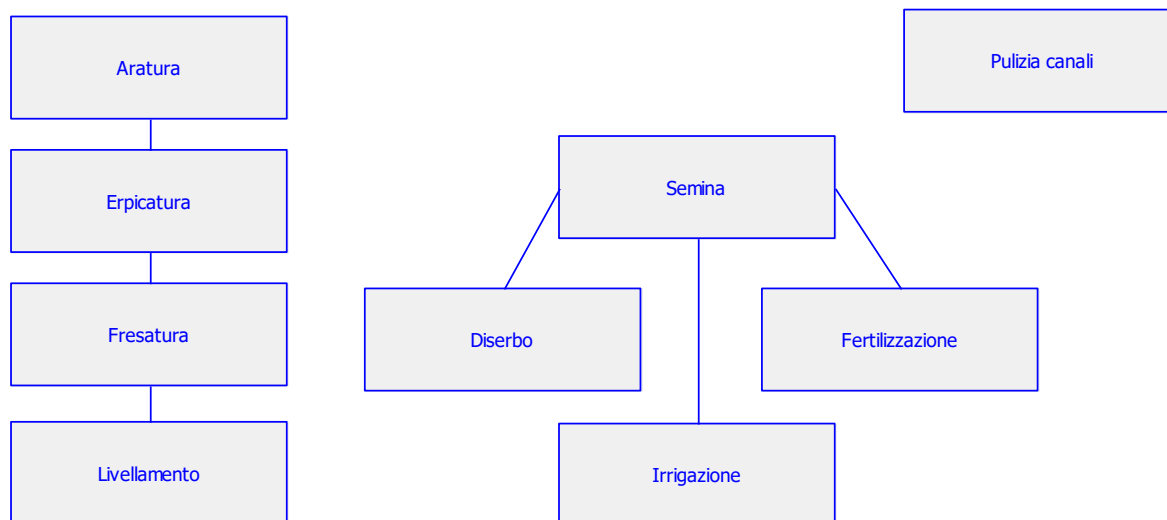 Aratura
Erpicatura
Fresatura
Livellamento
Semina
Diserbo
Fertilizzazione
Irrigazione
Pulizia canali